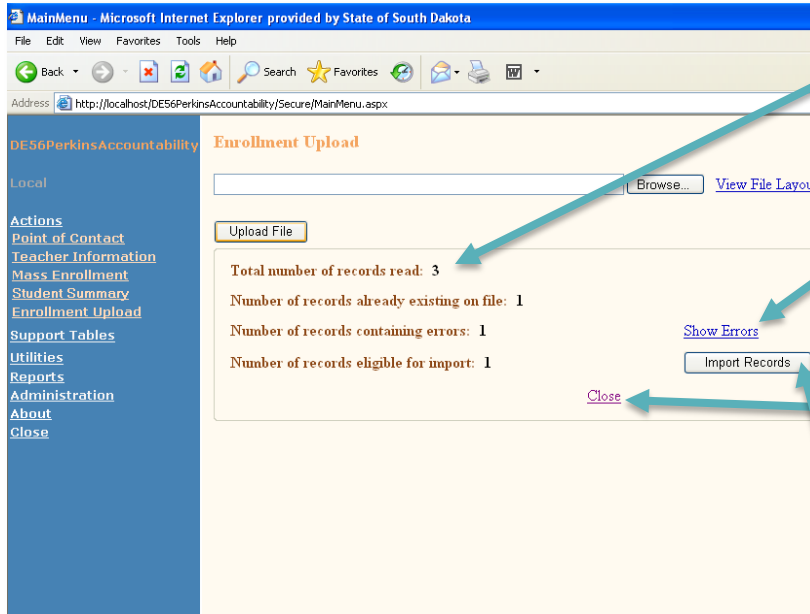 MainMenu - Microsoft Internet Explorer provided by State of South Dakota
File Edit View Favorites Tools Help
Back Search Favorites
Address http://localhost/DE56PerkinsAccountability/Secure/MainMenu.aspx
DE56PerkinsAccountability
Local
Actions
Point of Contact
Teacher Information
Mass Enrollment
Student Summary
Enrollment Upload
Support Tables
Utilities
Reports
Administration
About
Close
Enrollment Upload
Browse... View File Layou
Upload File
Total number of records read: 3
Number of records already existing on file: 1
Number of records containing errors: 1 Show Errors
Number of records eligible for import: 1 Import Records
Close